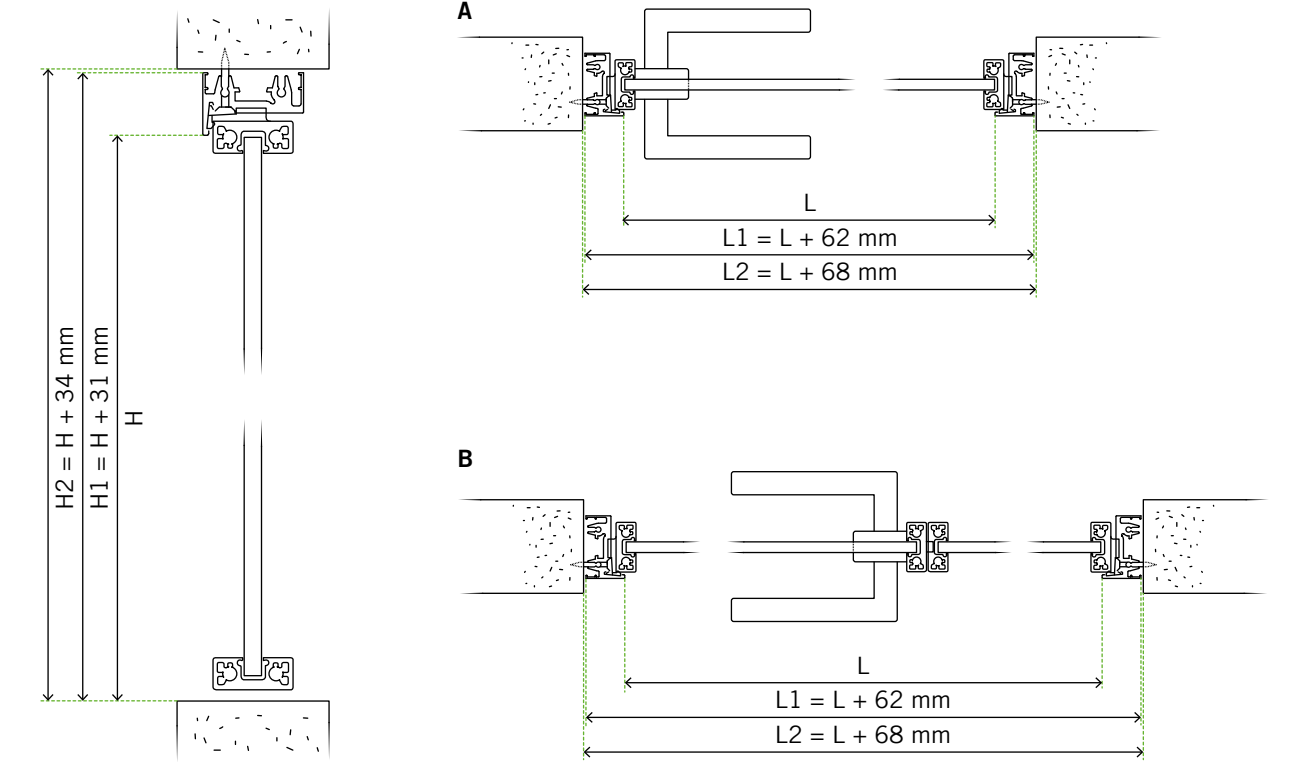 H2 = H + 34 mm
H1 = H + 31 mm
H
A
L
L1 = L + 62 mm
L2 = L + 68 mm
B
L
L1 = L + 62 mm
L2 = L + 68 mm